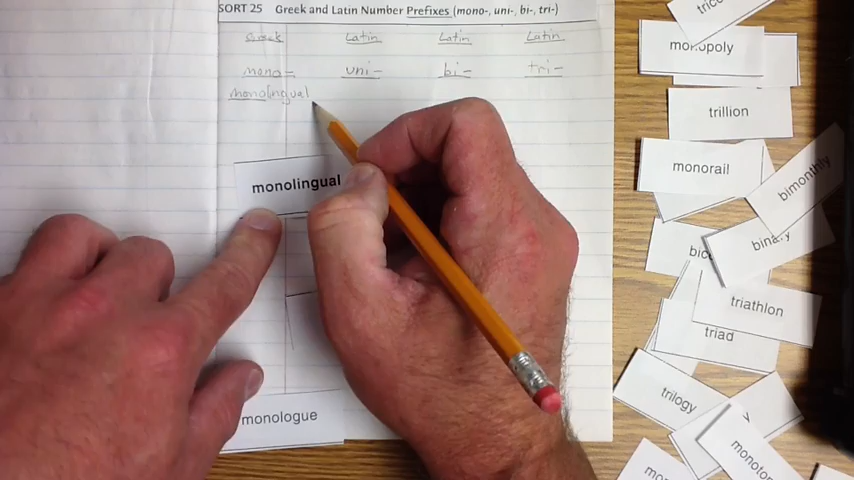 SORT 25 Greek and Latin Number Prefixes (mono-, uni-, bi-, tri-)
Greek Latin Latin Latin
mono- uni- bi- tri-
monolingual
monolingual
monologue
monopoly
trillion
monorail
bimonthly
binary
triathlon
triad
trilogy